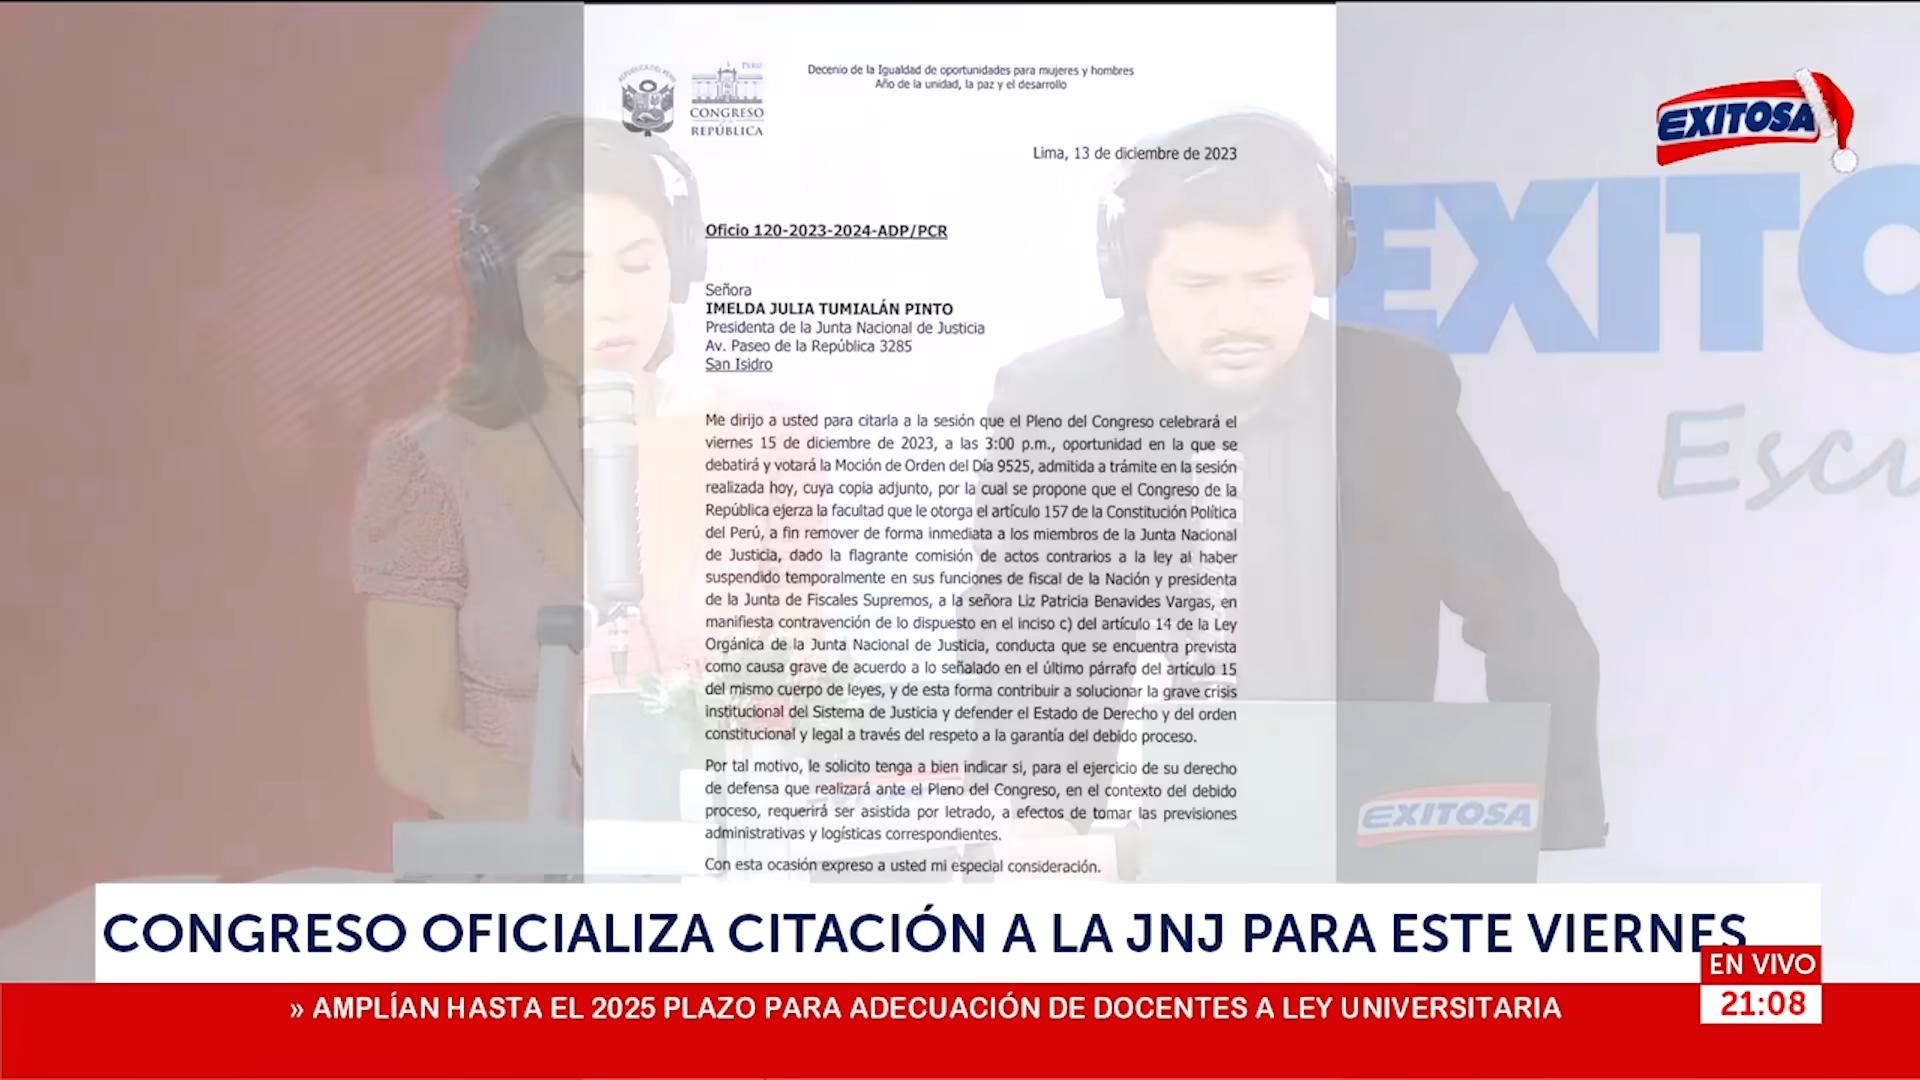 REPÚBLICA DEL PERÚ
PERÚ
CONGRESO
REPÚBLICA
Decenio de la Igualdad de oportunidades para mujeres y hombres
Año de la unidad, la paz y el desarrollo
EXITOSA
Lima, 13 de diciembre de 2023
EXITO
Oficio 120-2023-2024-ADP/PCR
Señora
IMELDA JULIA TUMIALÁN PINTO
Presidenta de la Junta Nacional de Justicia
Av. Paseo de la República 3285
San Isidro
Escu
Me dirijo a usted para citarla a la sesión que el Pleno del Congreso celebrará el
viernes 15 de diciembre de 2023, a las 3:00 p.m., oportunidad en la que se
debatirá y votará la Moción de Orden del Día 9525, admitida a trámite en la sesión
realizada hoy, cuya copia adjunto, por la cual se propone que el Congreso de la
República ejerza la facultad que le otorga el artículo 157 de la Constitución Política
del Perú, a fin remover de forma inmediata a los miembros de la Junta Nacional
de Justicia, dado la flagrante comisión de actos contrarios a la ley al haber
suspendido temporalmente en sus funciones de fiscal de la Nación y presidenta
de la Junta de Fiscales Supremos, a la señora Liz Patricia Benavides Vargas, en
manifiesta contravención de lo dispuesto en el inciso c) del artículo 14 de la Ley
Orgánica de la Junta Nacional de Justicia, conducta que se encuentra prevista
como causa grave de acuerdo a lo señalado en el último párrafo del artículo 15
del mismo cuerpo de leyes, y de esta forma contribuir a solucionar la grave crisis
institucional del Sistema de Justicia y defender el Estado de Derecho y del orden
constitucional y legal a través del respeto a la garantía del debido proceso.
Por tal motivo, le solicito tenga a bien indicar si, para el ejercicio de su derecho
de defensa que realizará ante el Pleno del Congreso, en el contexto del debido
proceso, requerirá ser asistida por letrado, a efectos de tomar las previsiones
administrativas y logísticas correspondientes.
EXITOSA
Con esta ocasión expreso a usted mi especial consideración.
CONGRESO OFICIALIZA CITACIÓN A LA JNJ PARA ESTE VIERNES
EN VIVO
21:08
» AMPLÍAN HASTA EL 2025 PLAZO PARA ADECUACIÓN DE DOCENTES A LEY UNIVERSITARIA